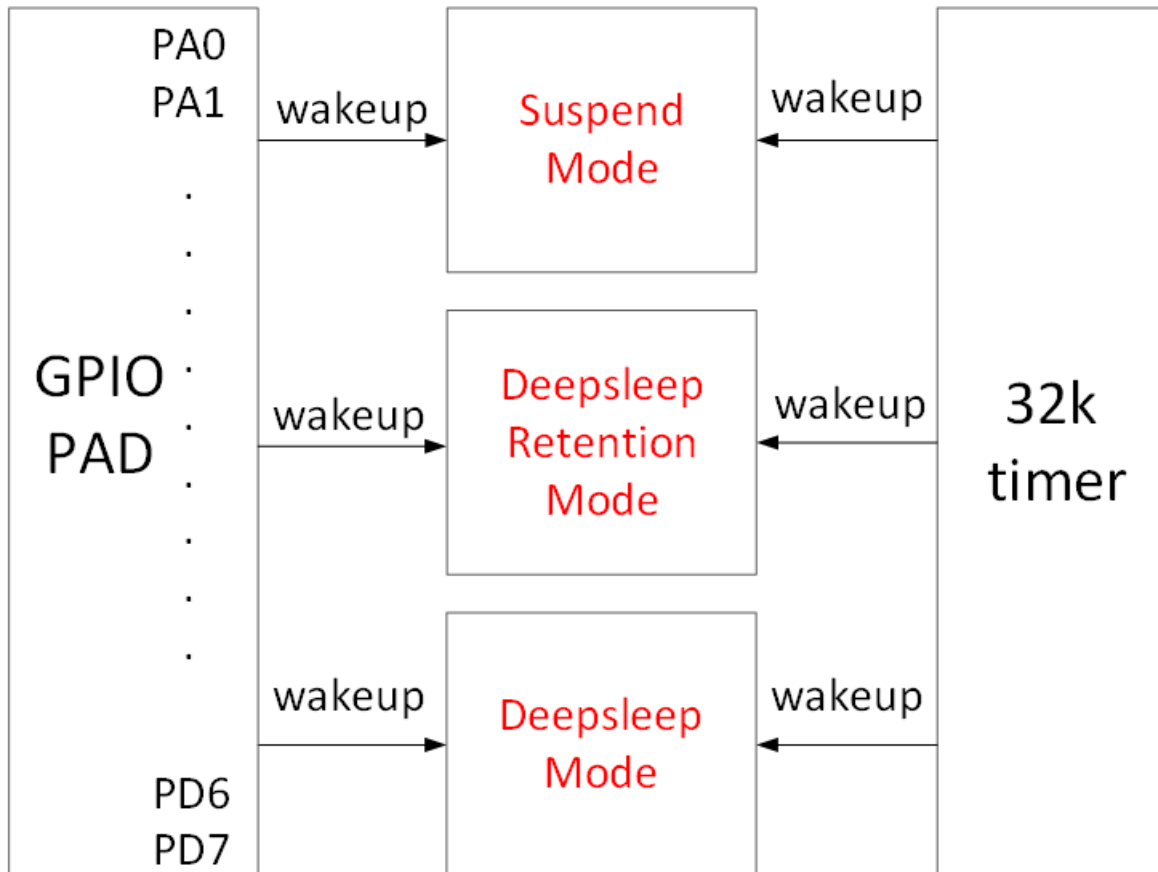 PA0
PA1
.
.
.
.
.
.
.
.
.
PD6
PD7
GPIO
PAD
wakeup
Suspend
Mode
wakeup
wakeup
Deepsleep
Retention
Mode
wakeup
wakeup
Deepsleep
Mode
wakeup
32k
timer